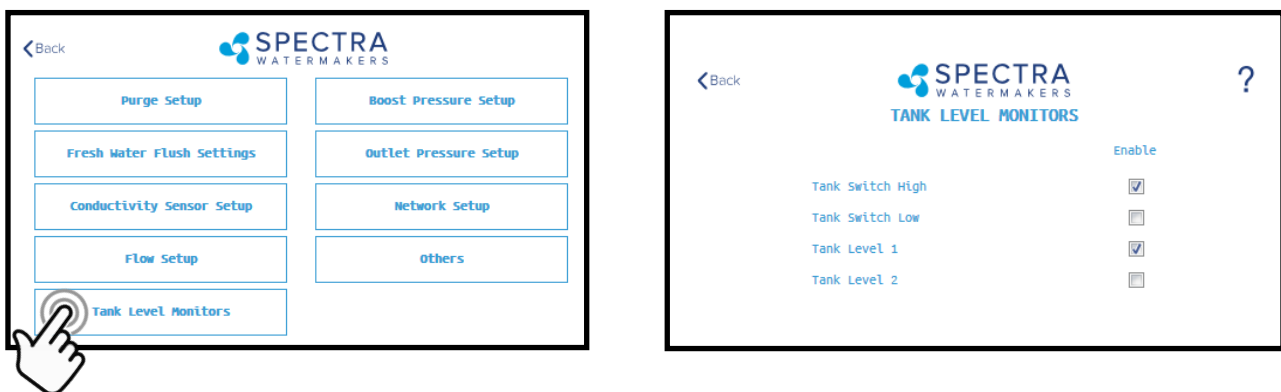 Back
SPECTRA
WATERMAKERS
Purge Setup
Boost Pressure Setup
Fresh Water Flush Settings
Outlet Pressure Setup
Conductivity Sensor Setup
Network Setup
Flow Setup
Others
Tank Level Monitors
Back
SPECTRA
WATERMAKERS
?
TANK LEVEL MONITORS
Enable
Tank Switch High
Tank Switch Low
Tank Level 1
Tank Level 2